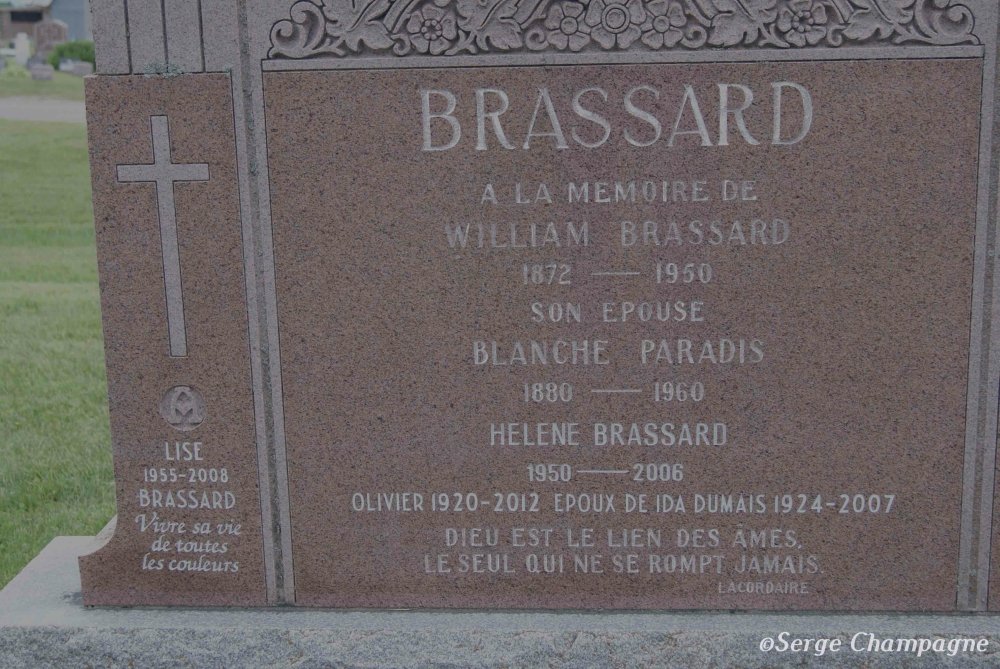 BRASSARD
A LA MEMOIRE DE
WILLIAM BRASSARD
1872 — 1950
SON EPOUSE
BLANCHE PARADIS
1880 — 1960
HELENE BRASSARD
1950 — 2006
OLIVIER 1920-2012 EPOUX DE IDA DUMAIS 1924-2007
DIEU EST LE LIEN DES ÂMES,
LE SEUL QUI NE SE ROMPT JAMAIS.
LACORDAIRE
LISE
1955-2008
BRASSARD
Vivre sa vie
de toutes
les couleurs
©Serge Champagne